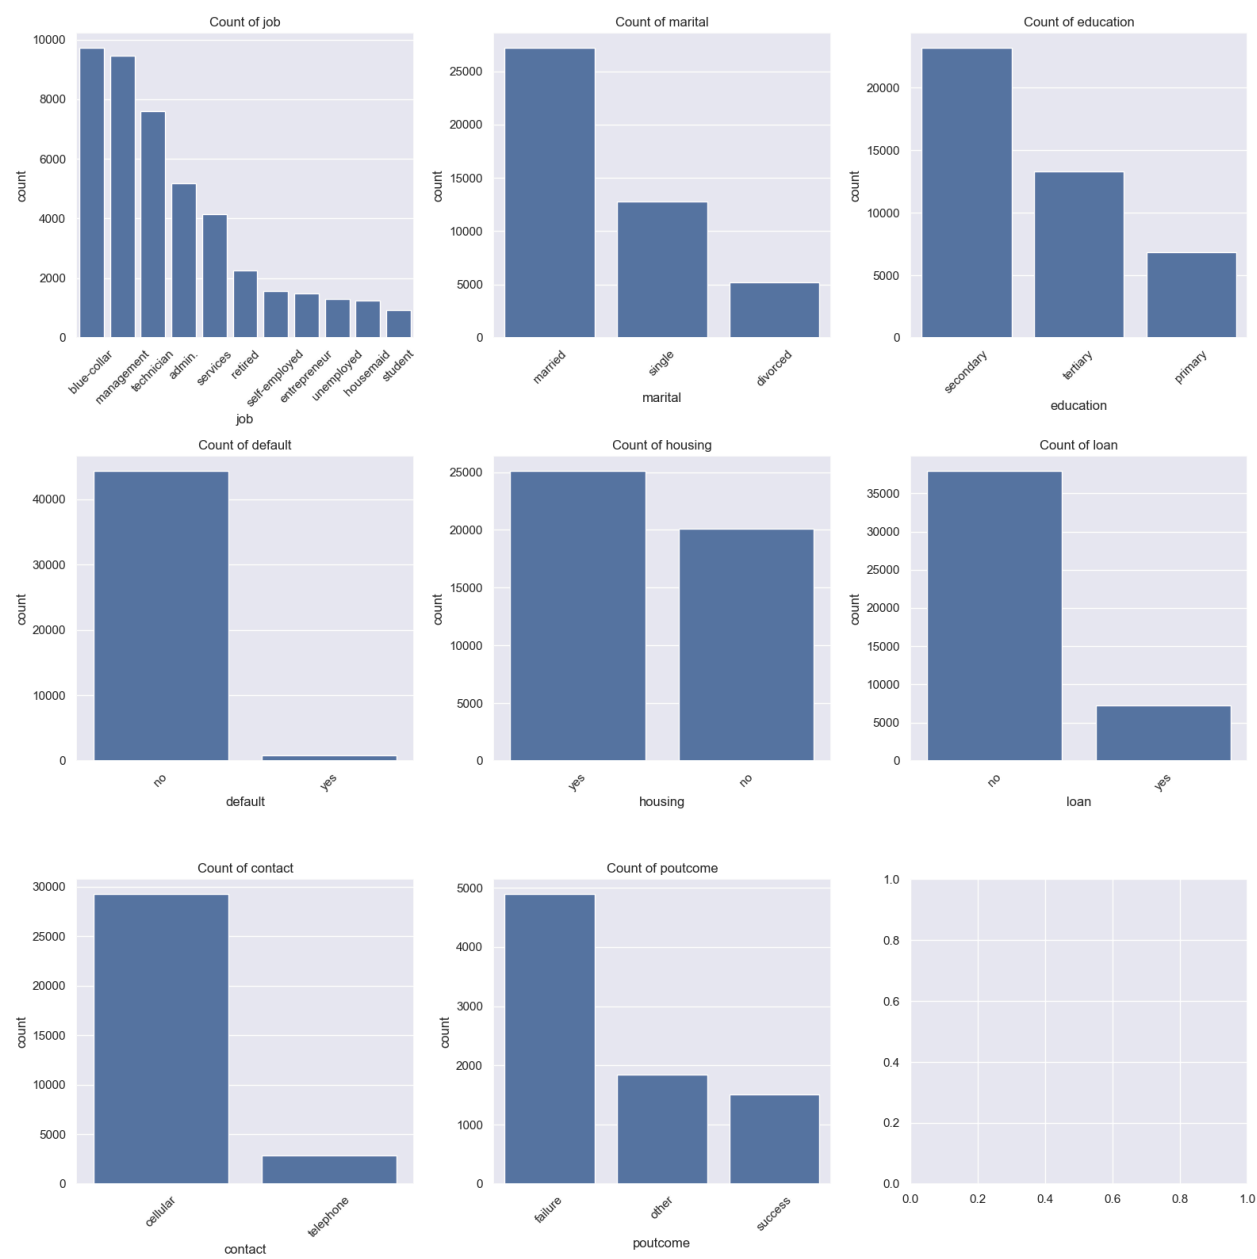 Count of job
10000
8000
6000
4000
2000
0
count
blue-collar
management
technician
admin.
services
retired
self-employed
entrepreneur
unemployed
housemaid
student
job
Count of marital
25000
20000
15000
10000
5000
0
count
married
single
divorced
marital
Count of education
20000
15000
10000
5000
0
count
secondary
tertiary
primary
education
Count of default
40000
30000
20000
10000
0
count
no
yes
default
Count of housing
25000
20000
15000
10000
5000
0
count
yes
no
housing
Count of loan
35000
30000
25000
20000
15000
10000
5000
0
count
no
yes
loan
Count of contact
30000
25000
20000
15000
10000
5000
0
count
cellular
telephone
contact
Count of poutcome
5000
4000
3000
2000
1000
0
count
failure
other
success
poutcome
1.0
0.8
0.6
0.4
0.2
0.0
0.0 0.2 0.4 0.6 0.8 1.0